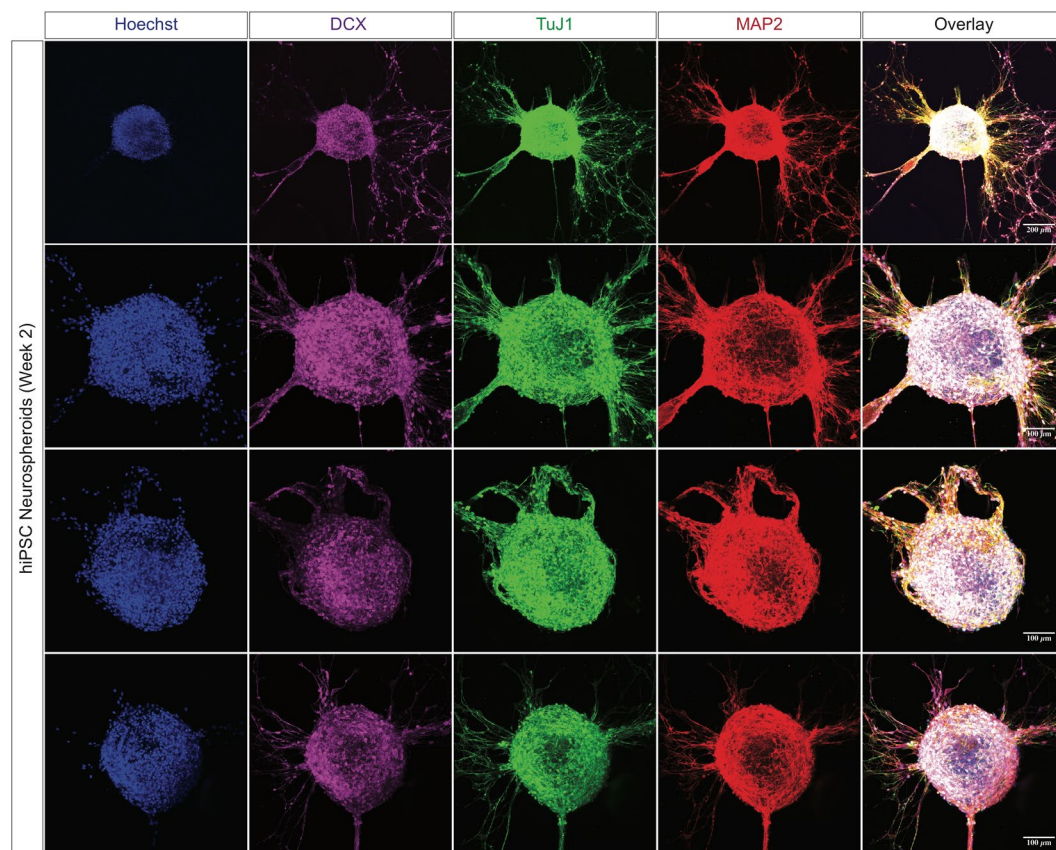 Hoechst
DCX
TuJ1
MAP2
Overlay
hiPSC Neurospheroids (Week 2)
200 µm
100 µm
100 µm
100 µm